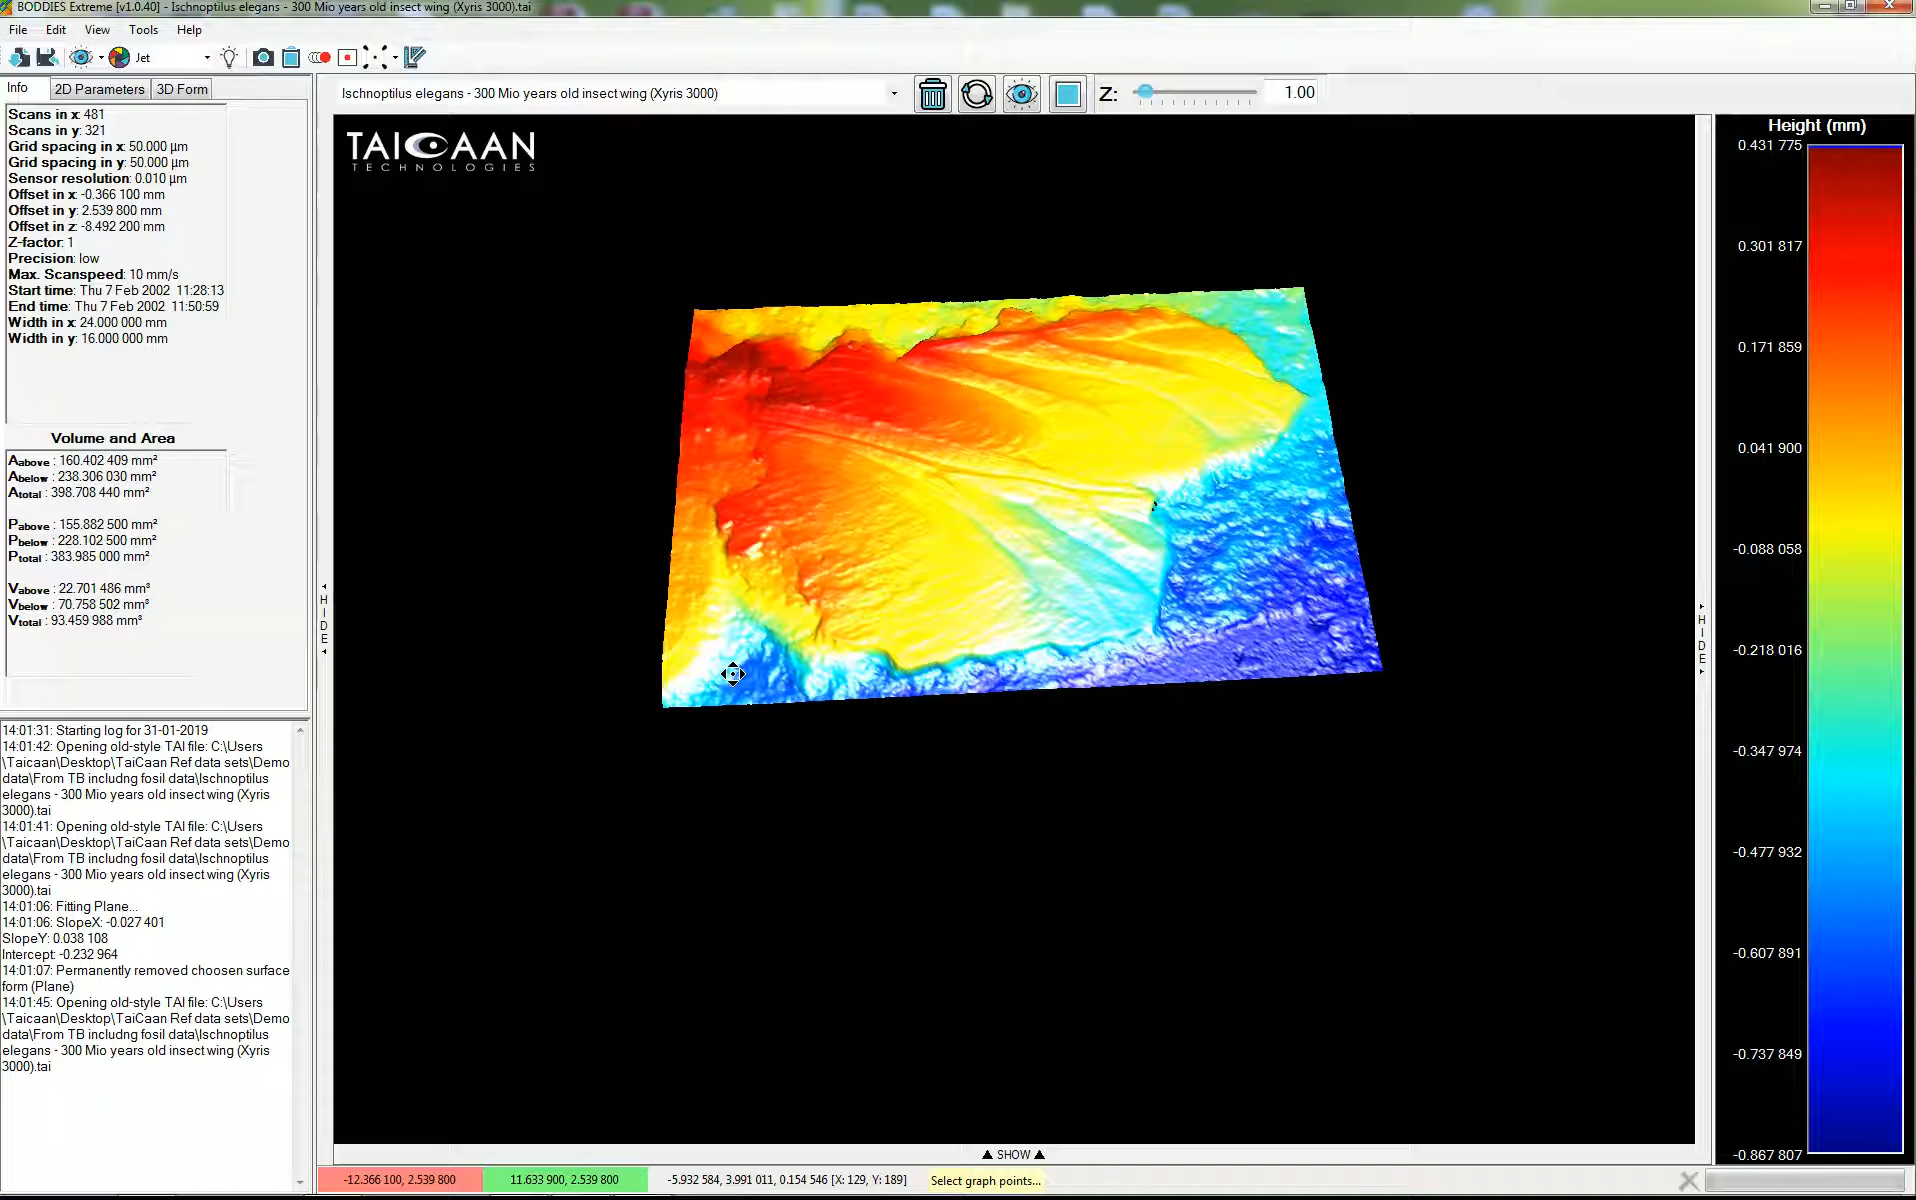 BODDIES Extreme [v1.0.40] - Ischnoptilus elegans - 300 Mio years old insect wing (Xyris 3000).tai
File Edit View Tools Help
Jet
Info 2D Parameters 3D Form
Scans in x: 481
Scans in y: 321
Grid spacing in x: 50.000 µm
Grid spacing in y: 50.000 µm
Sensor resolution: 0.010 µm
Offset in x: -0.366 100 mm
Offset in y: 2.539 800 mm
Offset in z: -8.492 200 mm
Z-factor: 1
Precision: low
Max. Scanspeed: 10 mm/s
Start time: Thu 7 Feb 2002 11:28:13
End time: Thu 7 Feb 2002 11:50:59
Width in x: 24.000 000 mm
Width in y: 16.000 000 mm
Volume and Area
Aabove : 160.402 409 mm²
Abelow : 238.306 030 mm²
Atotal : 398.708 440 mm²
Pabove : 155.882 500 mm²
Pbelow : 228.102 500 mm²
Ptotal : 383.985 000 mm²
Vabove : 22.701 486 mm³
Vbelow : 70.758 502 mm³
Vtotal : 93.459 988 mm³
14:01:31: Starting log for 31-01-2019
14:01:42: Opening old-style TAI file: C:\Users
\Taicaan\Desktop\TaiCaan Ref data sets\Demo
data\From TB includng fosil data\Ischnoptilus
elegans - 300 Mio years old insect wing (Xyris
3000).tai
14:01:41: Opening old-style TAI file: C:\Users
\Taicaan\Desktop\TaiCaan Ref data sets\Demo
data\From TB includng fosil data\Ischnoptilus
elegans - 300 Mio years old insect wing (Xyris
3000).tai
14:01:06: Fitting Plane...
14:01:06: SlopeX: -0.027 401
SlopeY: 0.038 108
Intercept: -0.232 964
14:01:07: Permanently removed choosen surface
form (Plane)
14:01:45: Opening old-style TAI file: C:\Users
\Taicaan\Desktop\TaiCaan Ref data sets\Demo
data\From TB includng fosil data\Ischnoptilus
elegans - 300 Mio years old insect wing (Xyris
3000).tai
HIDE
Ischnoptilus elegans - 300 Mio years old insect wing (Xyris 3000)
Z: 1.00
TAICAAN
TECHNOLOGIES
HIDE
Height (mm)
0.431 775
0.301 817
0.171 859
0.041 900
-0.088 058
-0.218 016
-0.347 974
-0.477 932
-0.607 891
-0.737 849
-0.867 807
▲ SHOW ▲
-12.366 100, 2.539 800 11.633 900, 2.539 800 -5.932 584, 3.991 011, 0.154 546 [X: 129, Y: 189] Select graph points...